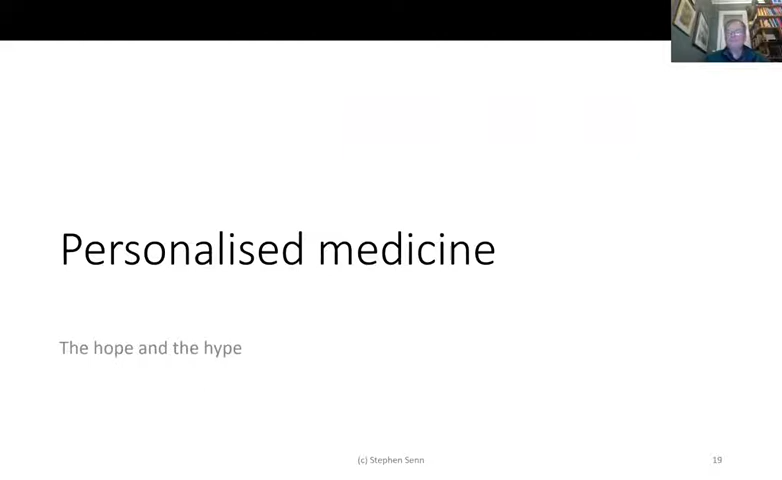 Personalised medicine
The hope and the hype
(c) Stephen Senn
19